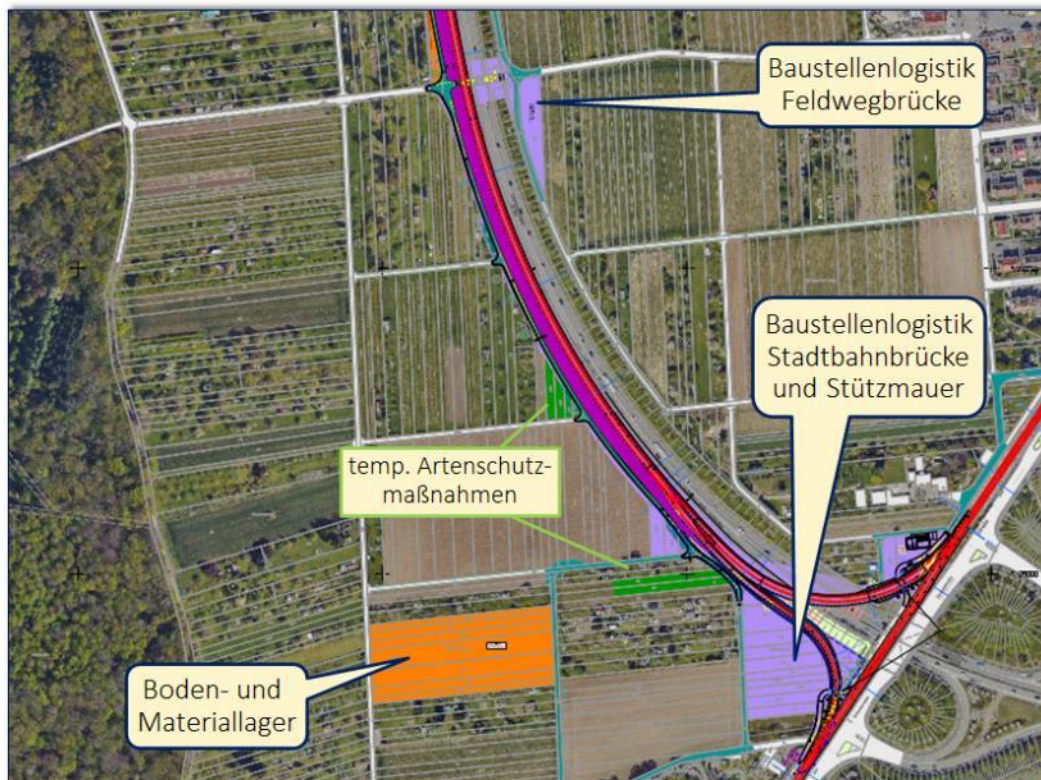 Baustellenlogistik
Feldwegbrücke
Baustellenlogistik
Stadtbahnbrücke
und Stützmauer
temp. Artenschutz-
maßnahmen
Boden- und
Materiallager